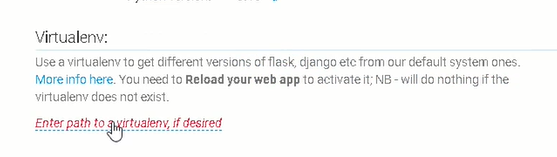 Virtualenv:
Use a virtualenv to get different versions of flask, django etc from our default system ones.
More info here. You need to Reload your web app to activate it; NB - will do nothing if the
virtualenv does not exist.
Enter path to a virtualenv, if desired